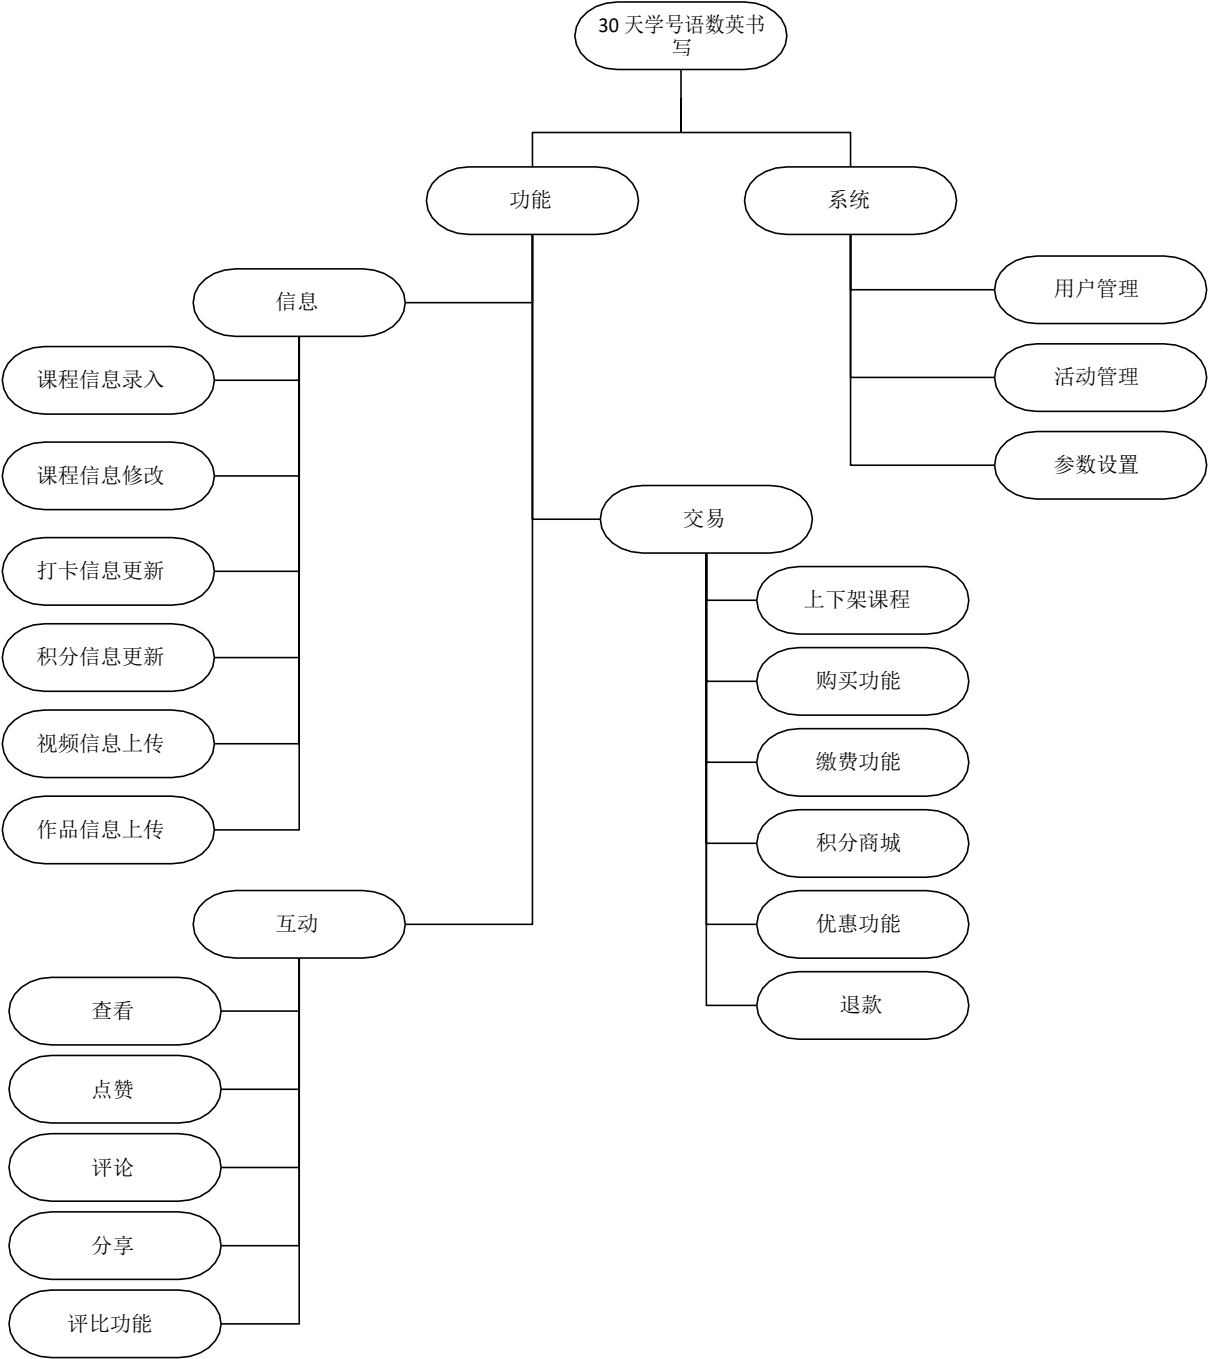 30 天学号语数英书
写
功能
系统
信息
用户管理
课程信息录入
活动管理
课程信息修改
参数设置
交易
打卡信息更新
上下架课程
积分信息更新
购买功能
视频信息上传
缴费功能
作品信息上传
积分商城
互动
优惠功能
查看
退款
点赞
评论
分享
评比功能